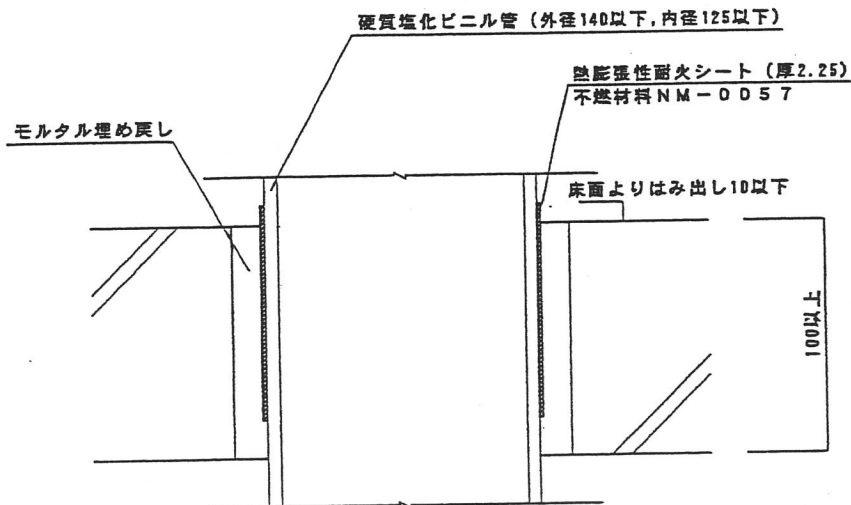 硬質塩化ビニル管(外径140以下,内径125以下)
熱膨張性耐火シート(厚2.25)
不燃材料NM-0057
モルタル埋め戻し
床面よりはみ出し10以下
100以上